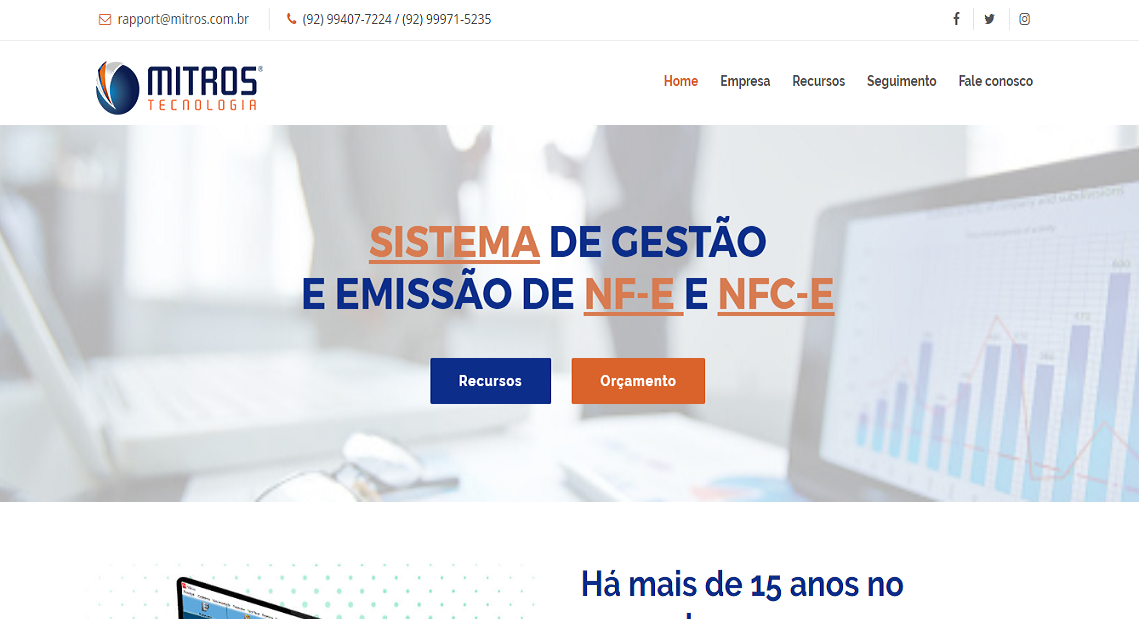 rapport@mitros.com.br
(92) 99407-7224 / (92) 99971-5235
MITROS®
TECNOLOGIA
Home Empresa Recursos Seguimento Fale conosco
SISTEMA DE GESTÃO
E EMISSÃO DE NF-E E NFC-E
Recursos Orçamento
Há mais de 15 anos no